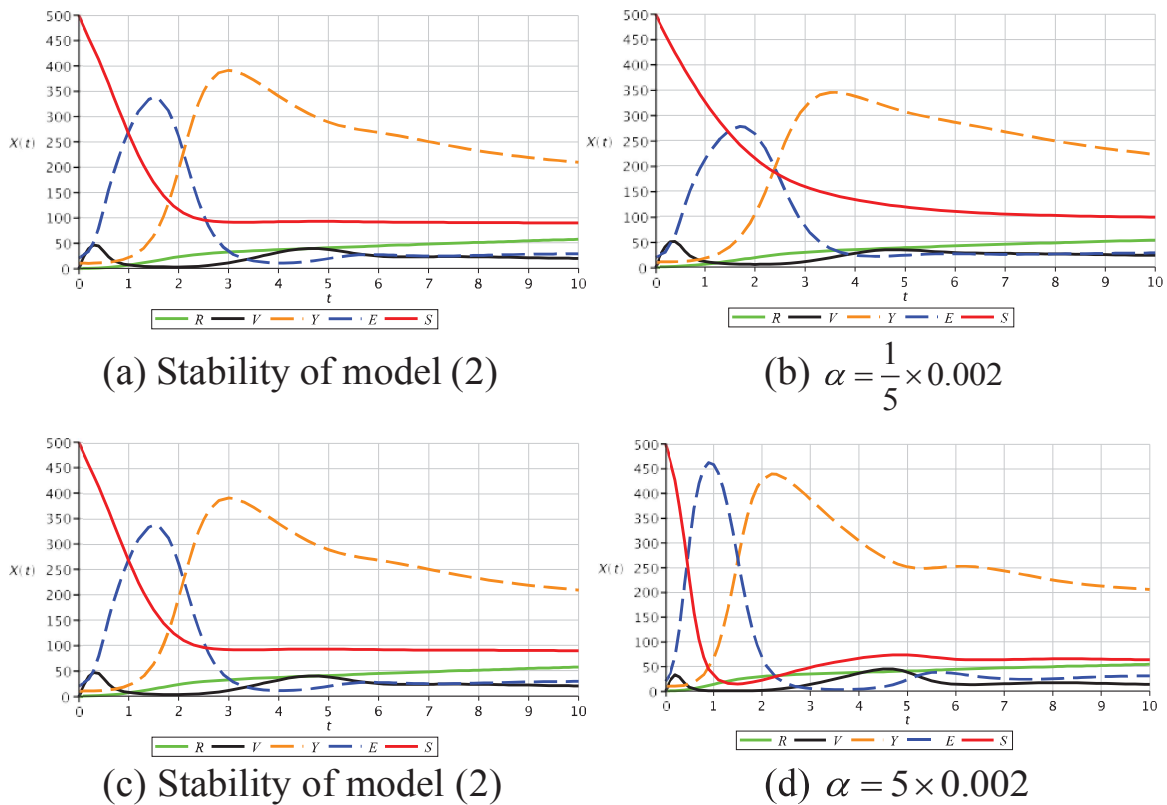 500
450
400
350
300
X(t)
250
200
150
100
50
0
0 1 2 3 4 5 6 7 8 9 10
t
R V Y E S
(a) Stability of model (2)
500
450
400
350
300
X(t)
250
200
150
100
50
0
0 1 2 3 4 5 6 7 8 9 10
t
R V Y E S
(b) α = 1/5 × 0.002
500
450
400
350
300
X(t)
250
200
150
100
50
0
0 1 2 3 4 5 6 7 8 9 10
t
R V Y E S
(c) Stability of model (2)
500
450
400
350
300
X(t)
250
200
150
100
50
0
0 1 2 3 4 5 6 7 8 9 10
t
R V Y E S
(d) α = 5 × 0.002